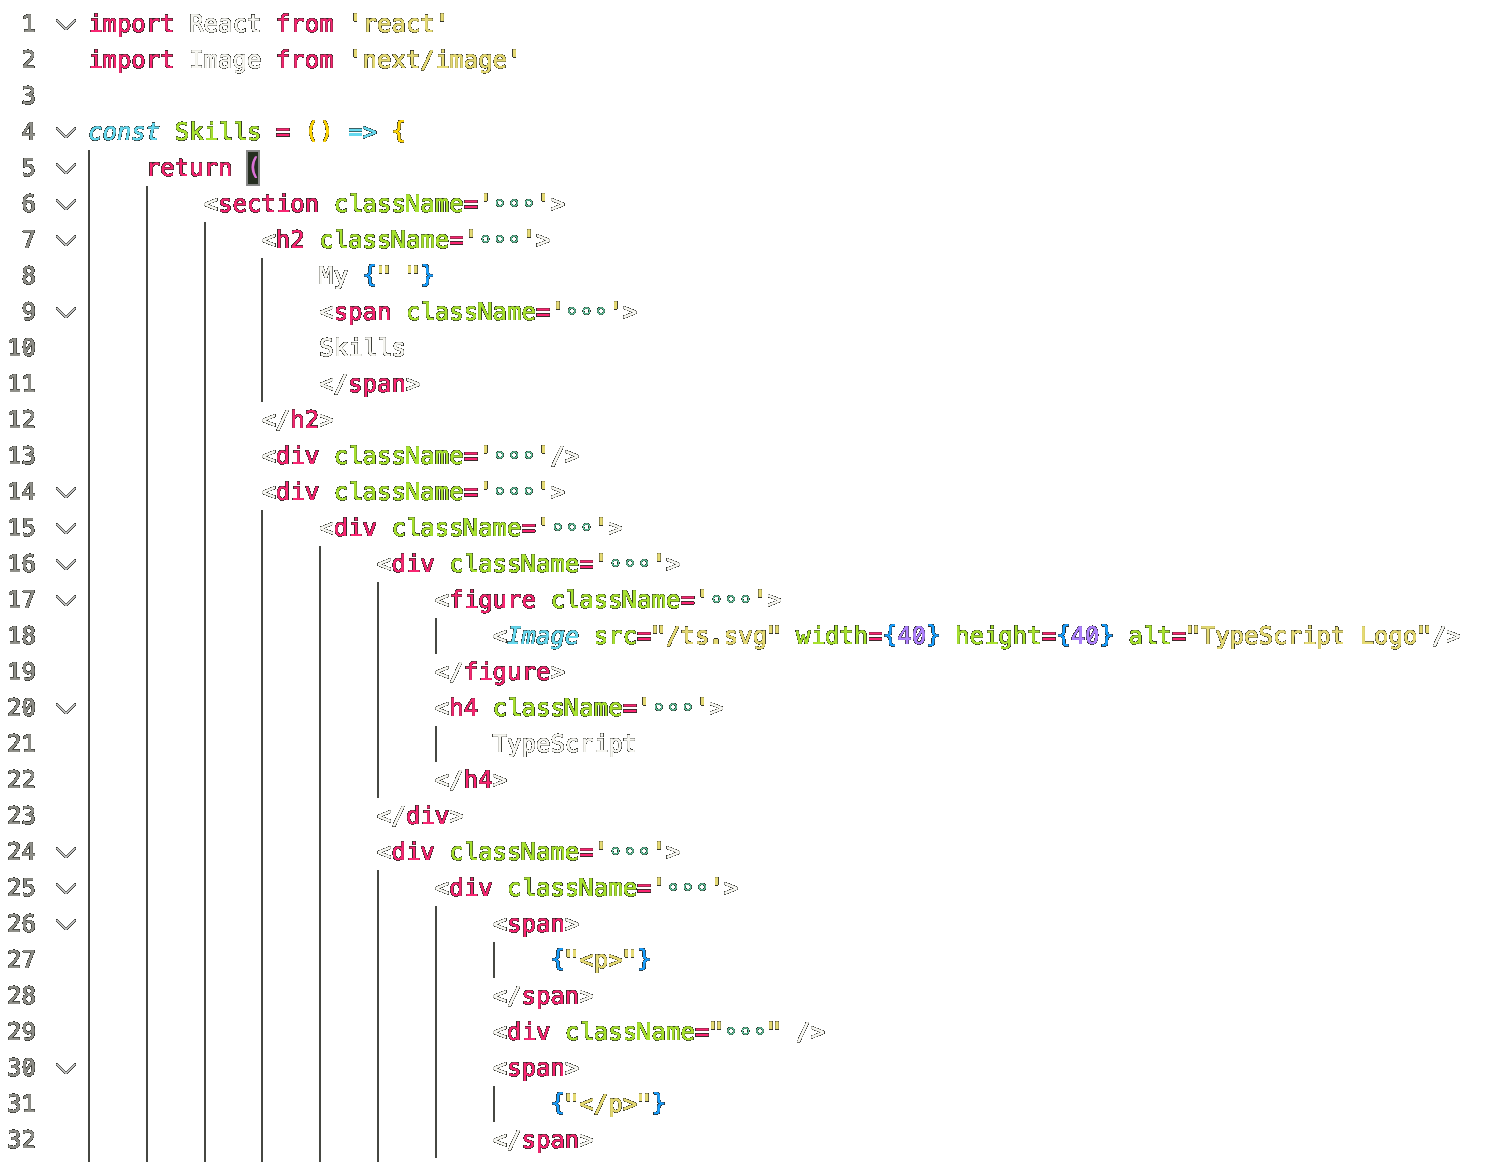 1 import React from 'react'
2 import Image from 'next/image'
3
4 const Skills = () => {
5 return (
6 <section className='∘∘∘'>
7 <h2 className='∘∘∘'>
8 My {" "}
9 <span className='∘∘∘'>
10 Skills
11 </span>
12 </h2>
13 <div className='∘∘∘'/>
14 <div className='∘∘∘'>
15 <div className='∘∘∘'>
16 <div className='∘∘∘'>
17 <figure className='∘∘∘'>
18 <Image src="/ts.svg" width={40} height={40} alt="TypeScript Logo"/>
19 </figure>
20 <h4 className='∘∘∘'>
21 TypeScript
22 </h4>
23 </div>
24 <div className='∘∘∘'>
25 <div className='∘∘∘'>
26 <span>
27 {"<p>"}
28 </span>
29 <div className="∘∘∘" />
30 <span>
31 {"</p>"}
32 </span>